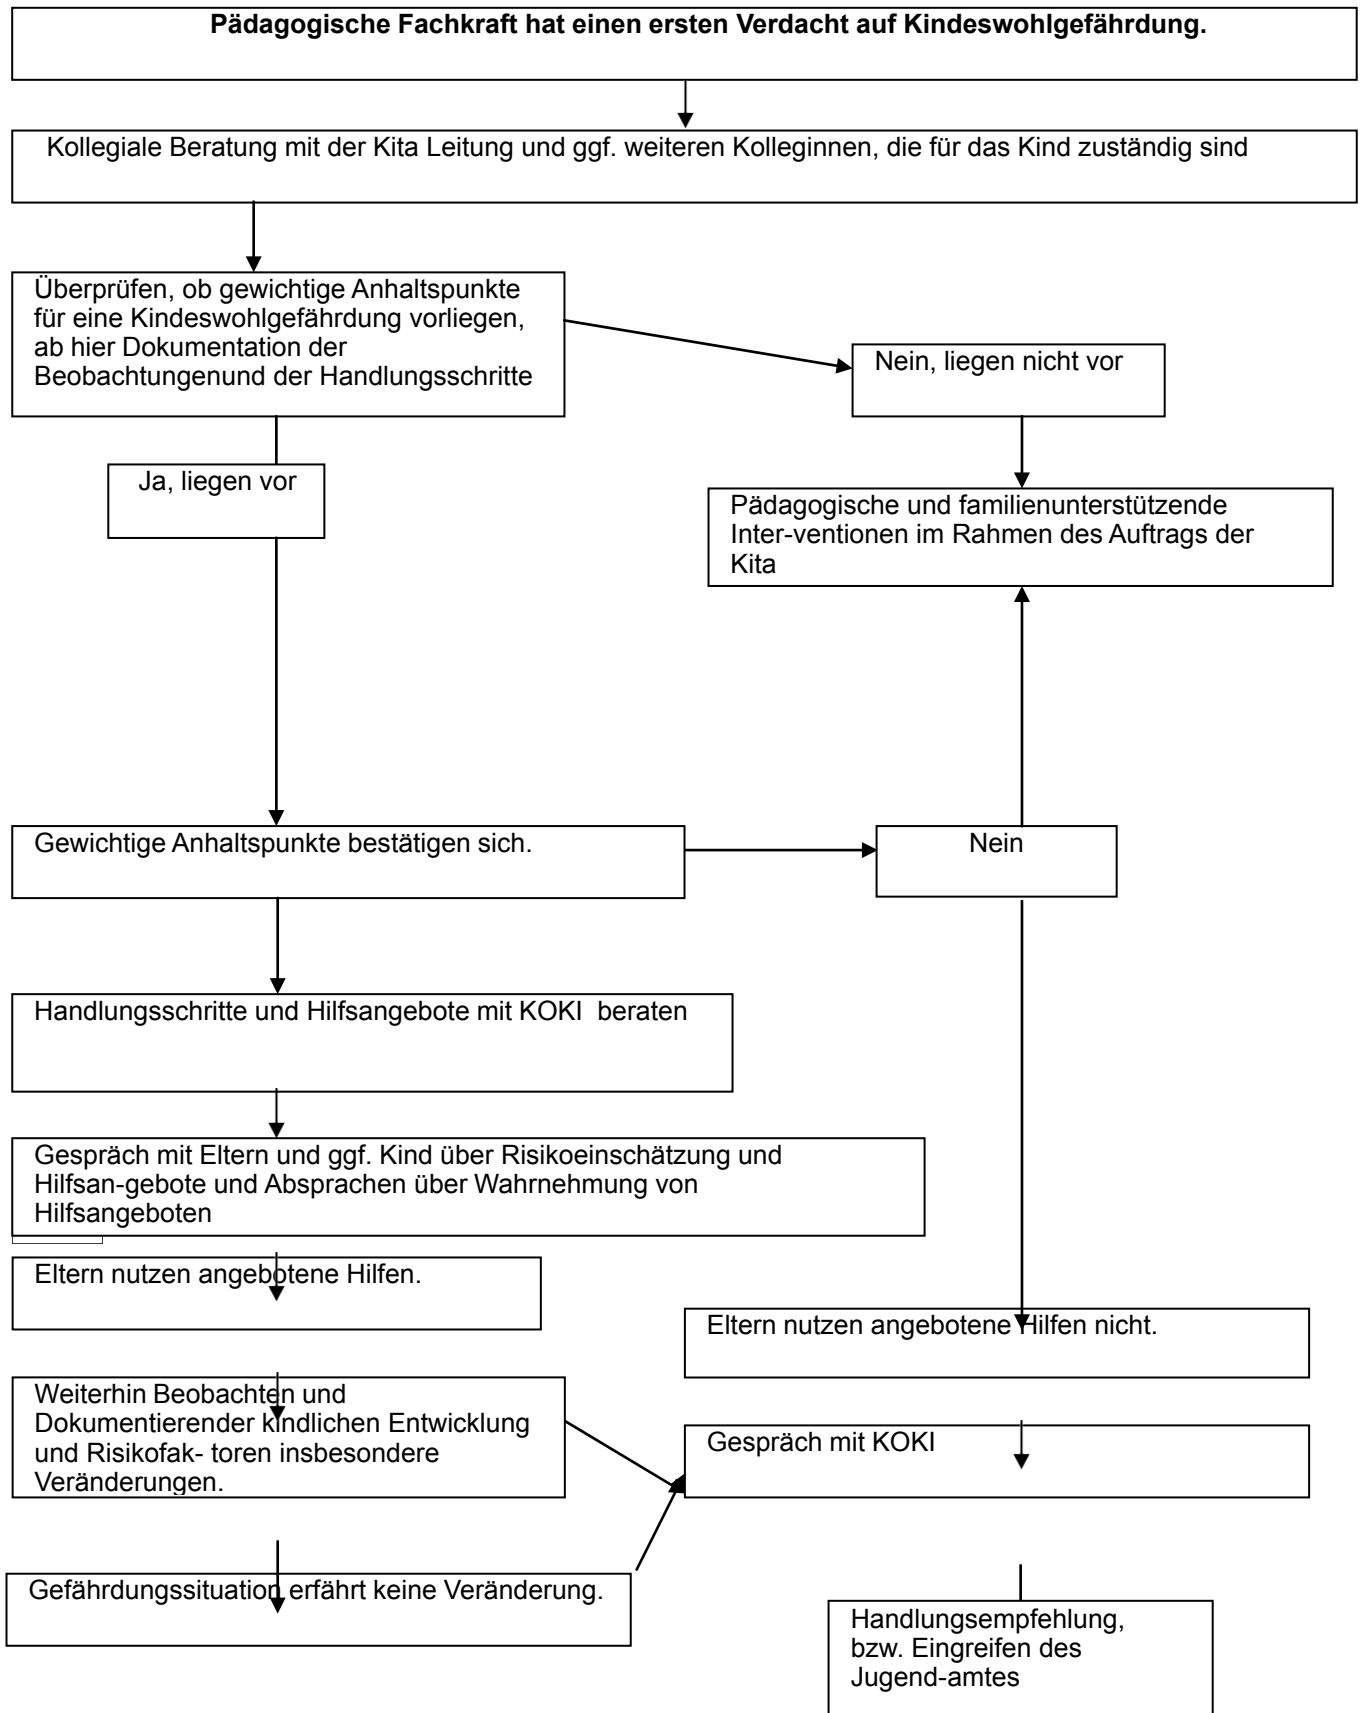 Pädagogische Fachkraft hat einen ersten Verdacht auf Kindeswohlgefährdung.
Kollegiale Beratung mit der Kita Leitung und ggf. weiteren Kolleginnen, die für das Kind zuständig sind
Überprüfen, ob gewichtige Anhaltspunkte
für eine Kindeswohlgefährdung vorliegen,
ab hier Dokumentation der
Beobachtungenund der Handlungsschritte
Nein, liegen nicht vor
Ja, liegen vor
Pädagogische und familienunterstützende
Inter-ventionen im Rahmen des Auftrags der
Kita
Gewichtige Anhaltspunkte bestätigen sich.
Nein
Handlungsschritte und Hilfsangebote mit KOKI  beraten
Gespräch mit Eltern und ggf. Kind über Risikoeinschätzung und
Hilfsan-gebote und Absprachen über Wahrnehmung von
Hilfsangeboten
Eltern nutzen angebotene Hilfen.
Eltern nutzen angebotene Hilfen nicht.
Weiterhin Beobachten und
Dokumentierender kindlichen Entwicklung
und Risikofak- toren insbesondere
Veränderungen.
Gespräch mit KOKI
Gefährdungssituation erfährt keine Veränderung.
Handlungsempfehlung,
bzw. Eingreifen des
Jugend-amtes